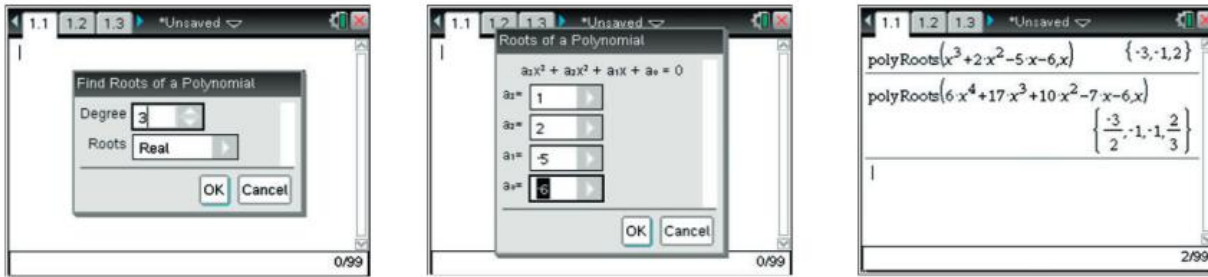 1.1 1.2 1.3 *Unsaved
Find Roots of a Polynomial
Degree 3
Roots Real
OK Cancel
0/99
1.1 1.2 1.3 *Unsaved
Roots of a Polynomial
a₃x³ + a₂x² + a₁x + a₀ = 0
a₃= 1
a₂= 2
a₁= -5
a₀= -6
OK Cancel
0/99
1.1 1.2 1.3 *Unsaved
polyRoots(x³+2·x²-5·x-6,x) {-3,-1,2}
polyRoots(6·x⁴+17·x³+10·x²-7·x-6,x)
{-3/2,-1,-1,2/3}
2/99